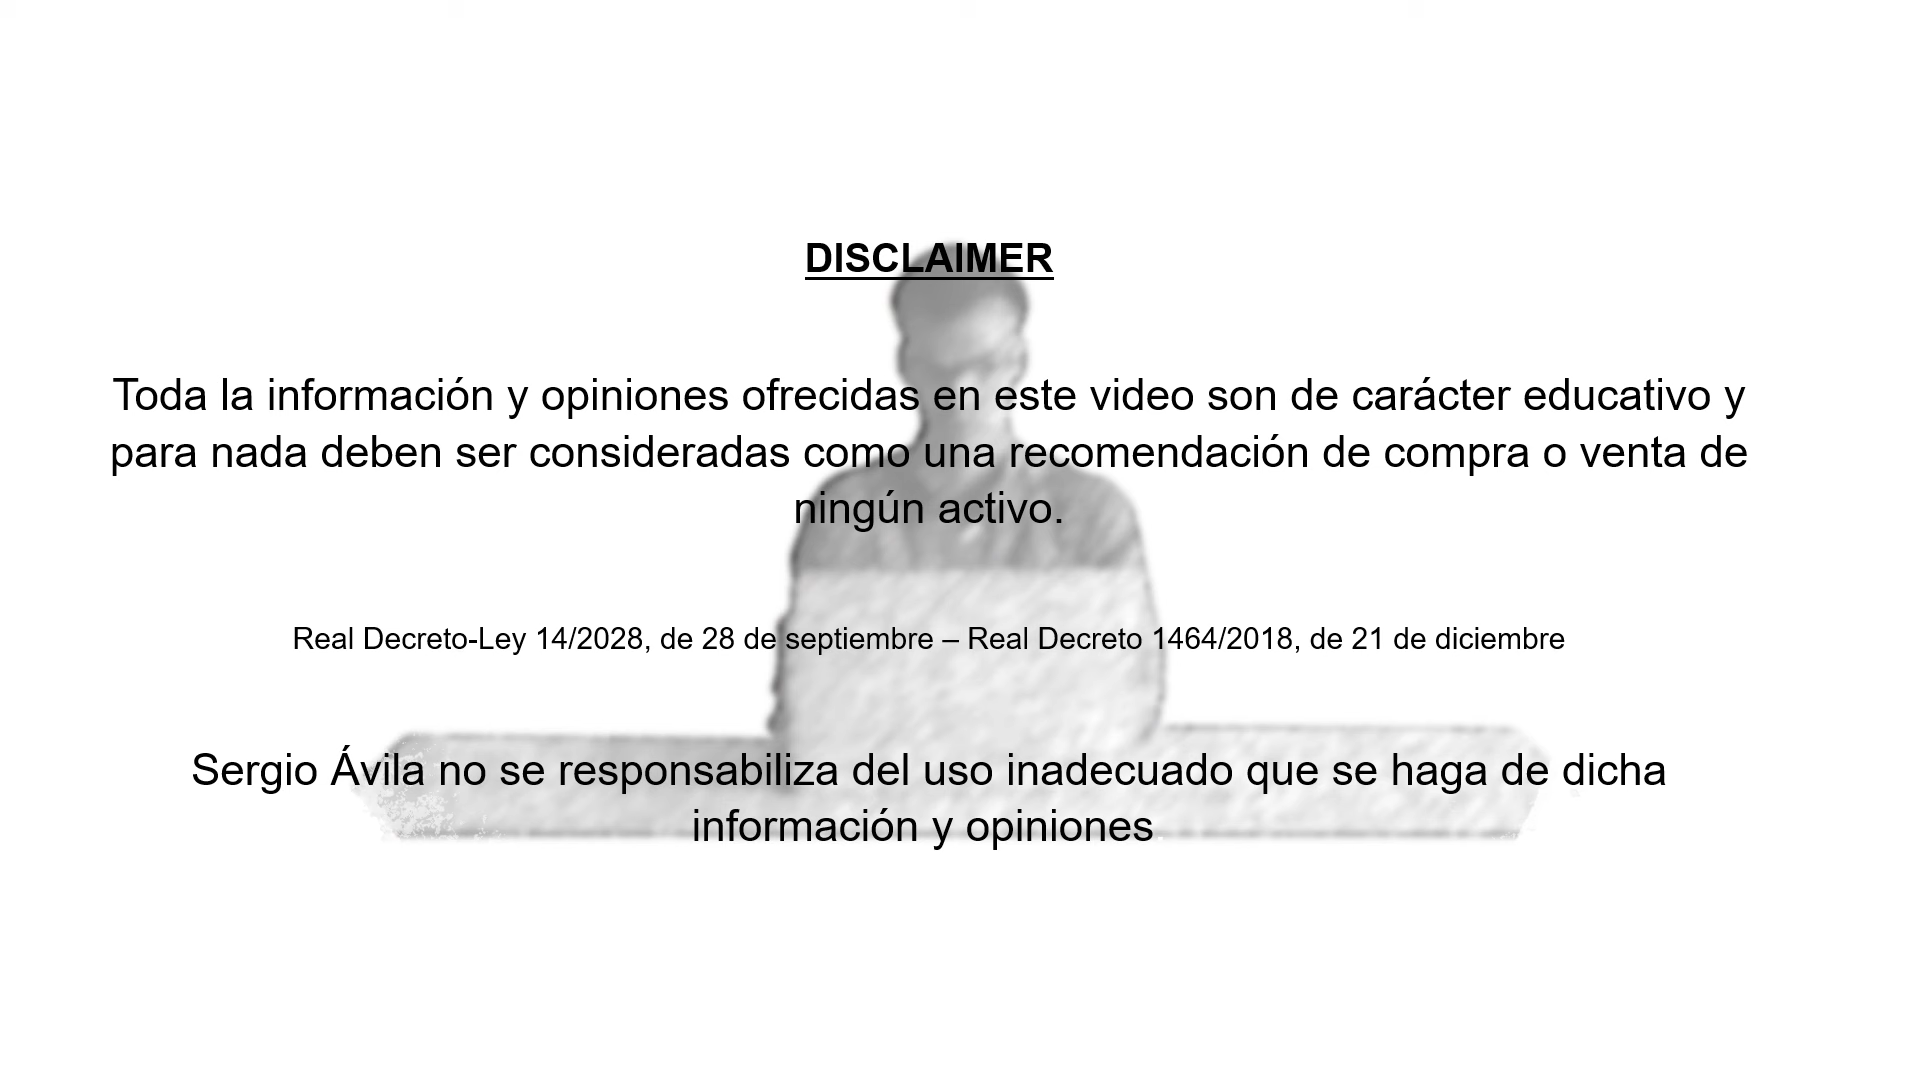 DISCLAIMER
Toda la información y opiniones ofrecidas en este video son de carácter educativo y
para nada deben ser consideradas como una recomendación de compra o venta de
ningún activo.
Real Decreto-Ley 14/2028, de 28 de septiembre – Real Decreto 1464/2018, de 21 de diciembre
Sergio Ávila no se responsabiliza del uso inadecuado que se haga de dicha
información y opiniones